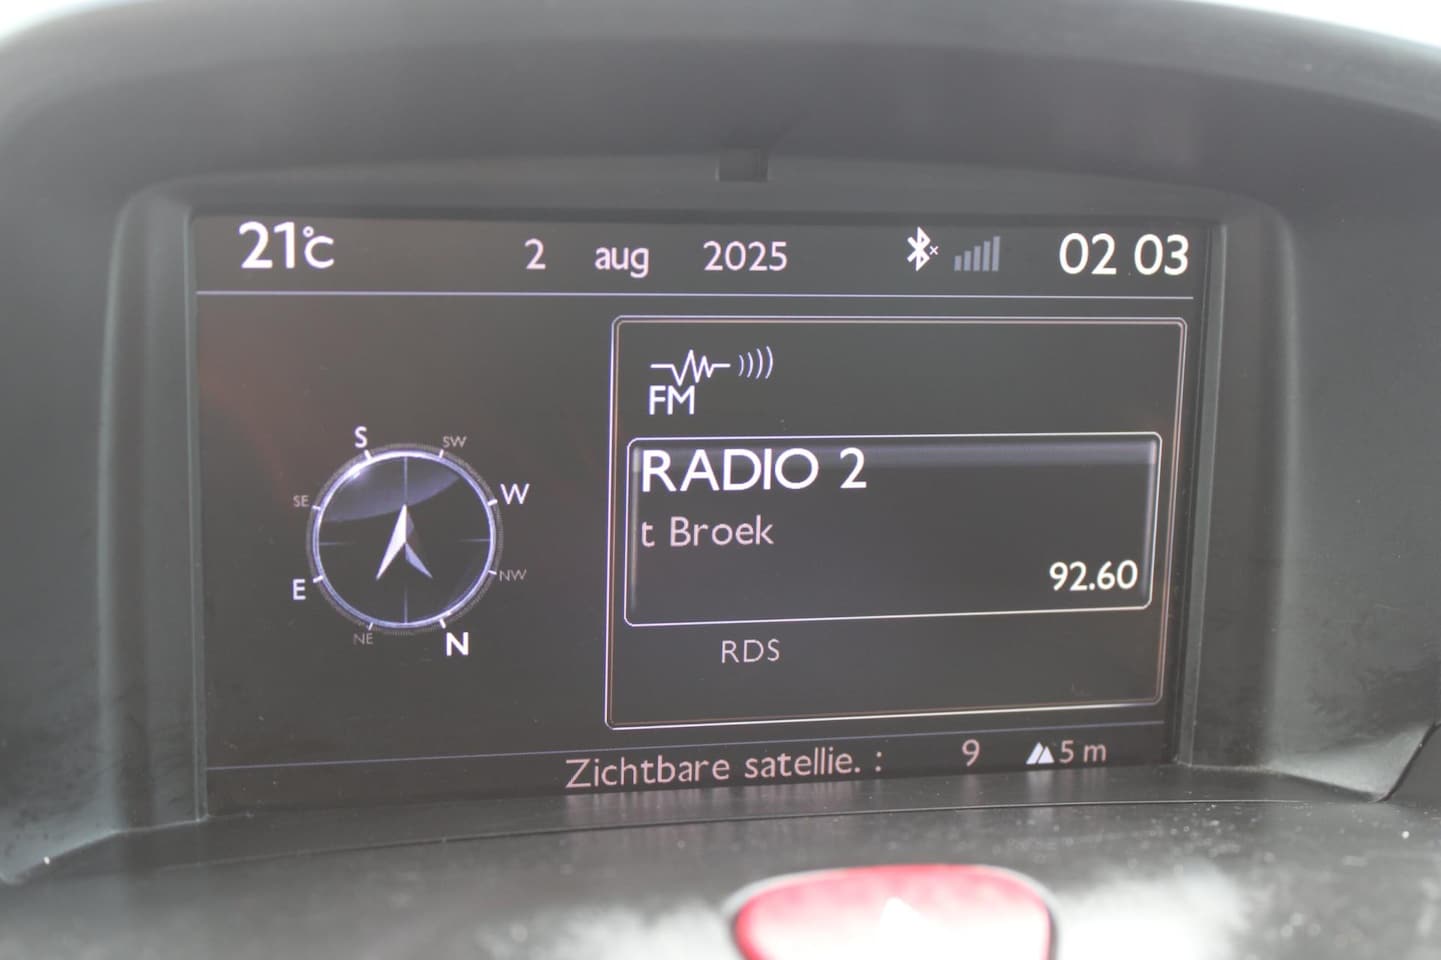 21°C 2 aug 2025 02 03
FM
RADIO 2
t Broek
92.60
RDS
S
SW
SE
W
E
NW
NE
N
Zichtbare satellie. : 9 5 m